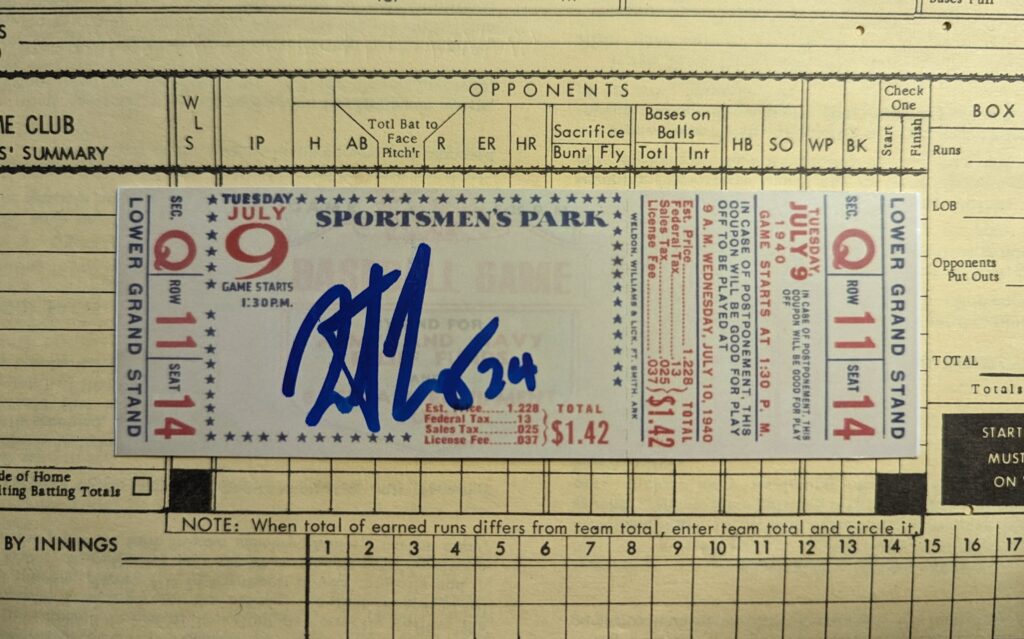 OPPONENTS
Check
One
Start
Finish
W
L
S
IP
H
AB
Totl Bat to
Face
Pitch'r
R
ER
HR
Sacrifice
Bunt Fly
Bases on
Balls
Totl Int
HB
SO
WP
BK
BOX
Runs
CLUB
SUMMARY
LOB
Opponents
Put Outs
TOTAL
Totals
LOWER GRAND STAND
SEC.
Q
ROW
11
SEAT
14
TUESDAY
JULY
9
GAME STARTS
1:30 P.M.
SPORTSMEN'S PARK
24
Est. Price 1.228
Federal Tax .13
Sales Tax .025
License Fee .037
TOTAL
$1.42
WELDON, WILLIAMS & LICK, FT. SMITH, ARK
Est. Price 1.228
Federal Tax .13
Sales Tax .025
License Fee .037
TOTAL
$1.42
9 A.M. WEDNESDAY, JULY 10, 1940
IN CASE OF POSTPONEMENT, THIS
COUPON WILL BE GOOD FOR PLAY
OFF TO BE PLAYED AT
TUESDAY,
JULY 9
1940
GAME STARTS AT 1:30 P. M.
IN CASE OF POSTPONEMENT, THIS
COUPON WILL BE GOOD FOR PLAY
OFF
SEC.
Q
ROW
11
SEAT
14
LOWER GRAND STAND
of Home
Batting Totals
START
MUST
ON
NOTE: When total of earned runs differs from team total, enter team total and circle it.
BY INNINGS 1 2 3 4 5 6 7 8 9 10 11 12 13 14 15 16 17